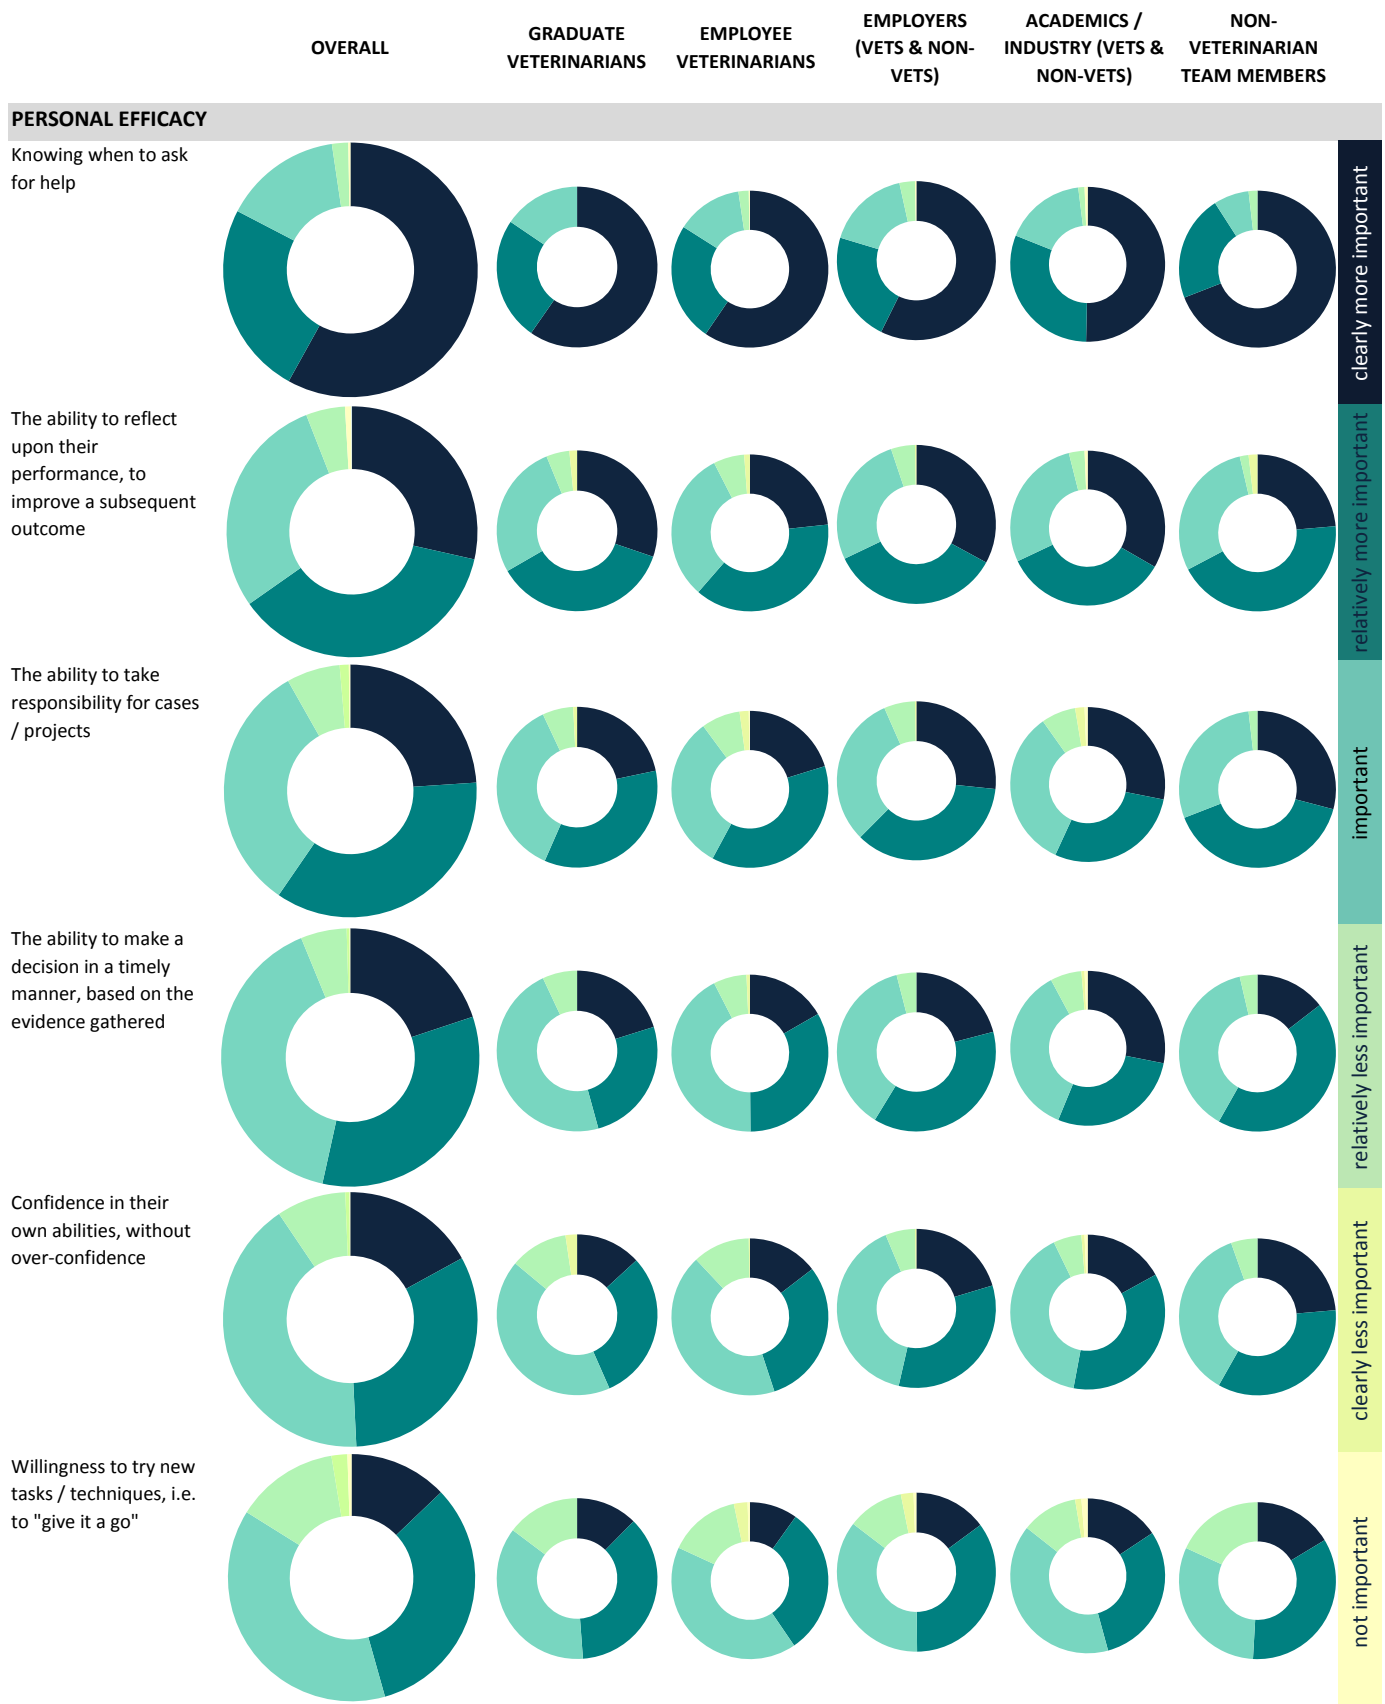 OVERALL
GRADUATE
VETERINARIANS
EMPLOYEE
VETERINARIANS
EMPLOYERS
(VETS & NON-
VETS)
ACADEMICS /
INDUSTRY (VETS &
NON-VETS)
NON-
VETERINARIAN
TEAM MEMBERS
PERSONAL EFFICACY
Knowing when to ask
for help
The ability to reflect
upon their
performance, to
improve a subsequent
outcome
The ability to take
responsibility for cases
/ projects
The ability to make a
decision in a timely
manner, based on the
evidence gathered
Confidence in their
own abilities, without
over-confidence
Willingness to try new
tasks / techniques, i.e.
to "give it a go"
clearly more important
relatively more important
important
relatively less important
clearly less important
not important